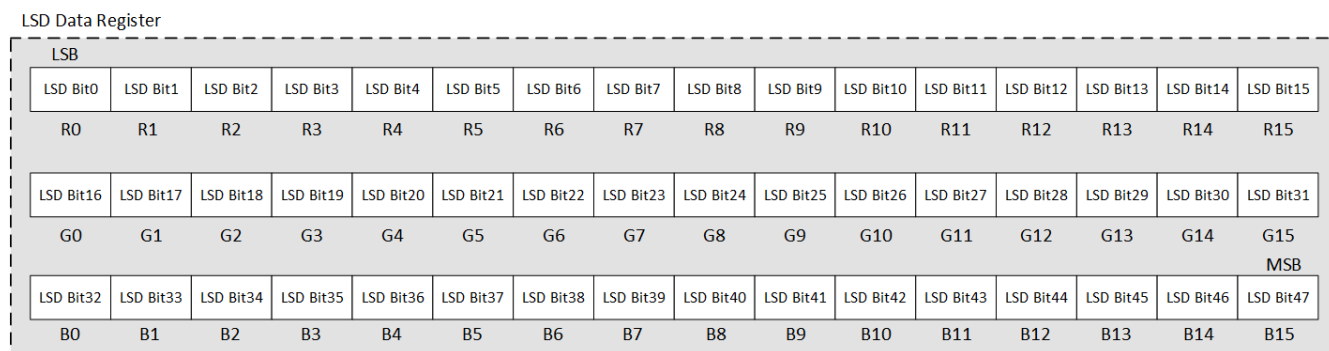 LSD Data Register
LSB
LSD Bit0 LSD Bit1 LSD Bit2 LSD Bit3 LSD Bit4 LSD Bit5 LSD Bit6 LSD Bit7 LSD Bit8 LSD Bit9 LSD Bit10 LSD Bit11 LSD Bit12 LSD Bit13 LSD Bit14 LSD Bit15
R0 R1 R2 R3 R4 R5 R6 R7 R8 R9 R10 R11 R12 R13 R14 R15
LSD Bit16 LSD Bit17 LSD Bit18 LSD Bit19 LSD Bit20 LSD Bit21 LSD Bit22 LSD Bit23 LSD Bit24 LSD Bit25 LSD Bit26 LSD Bit27 LSD Bit28 LSD Bit29 LSD Bit30 LSD Bit31
G0 G1 G2 G3 G4 G5 G6 G7 G8 G9 G10 G11 G12 G13 G14 G15
MSB
LSD Bit32 LSD Bit33 LSD Bit34 LSD Bit35 LSD Bit36 LSD Bit37 LSD Bit38 LSD Bit39 LSD Bit40 LSD Bit41 LSD Bit42 LSD Bit43 LSD Bit44 LSD Bit45 LSD Bit46 LSD Bit47
B0 B1 B2 B3 B4 B5 B6 B7 B8 B9 B10 B11 B12 B13 B14 B15